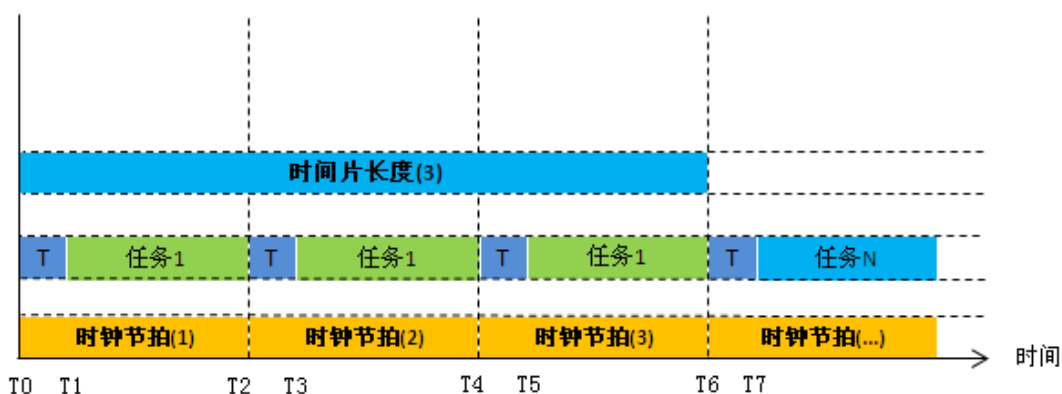 时间片长度(3)
T 任务1 T 任务1 T 任务1 T 任务N
时钟节拍(1) 时钟节拍(2) 时钟节拍(3) 时钟节拍(...)
时间
T0 T1 T2 T3 T4 T5 T6 T7